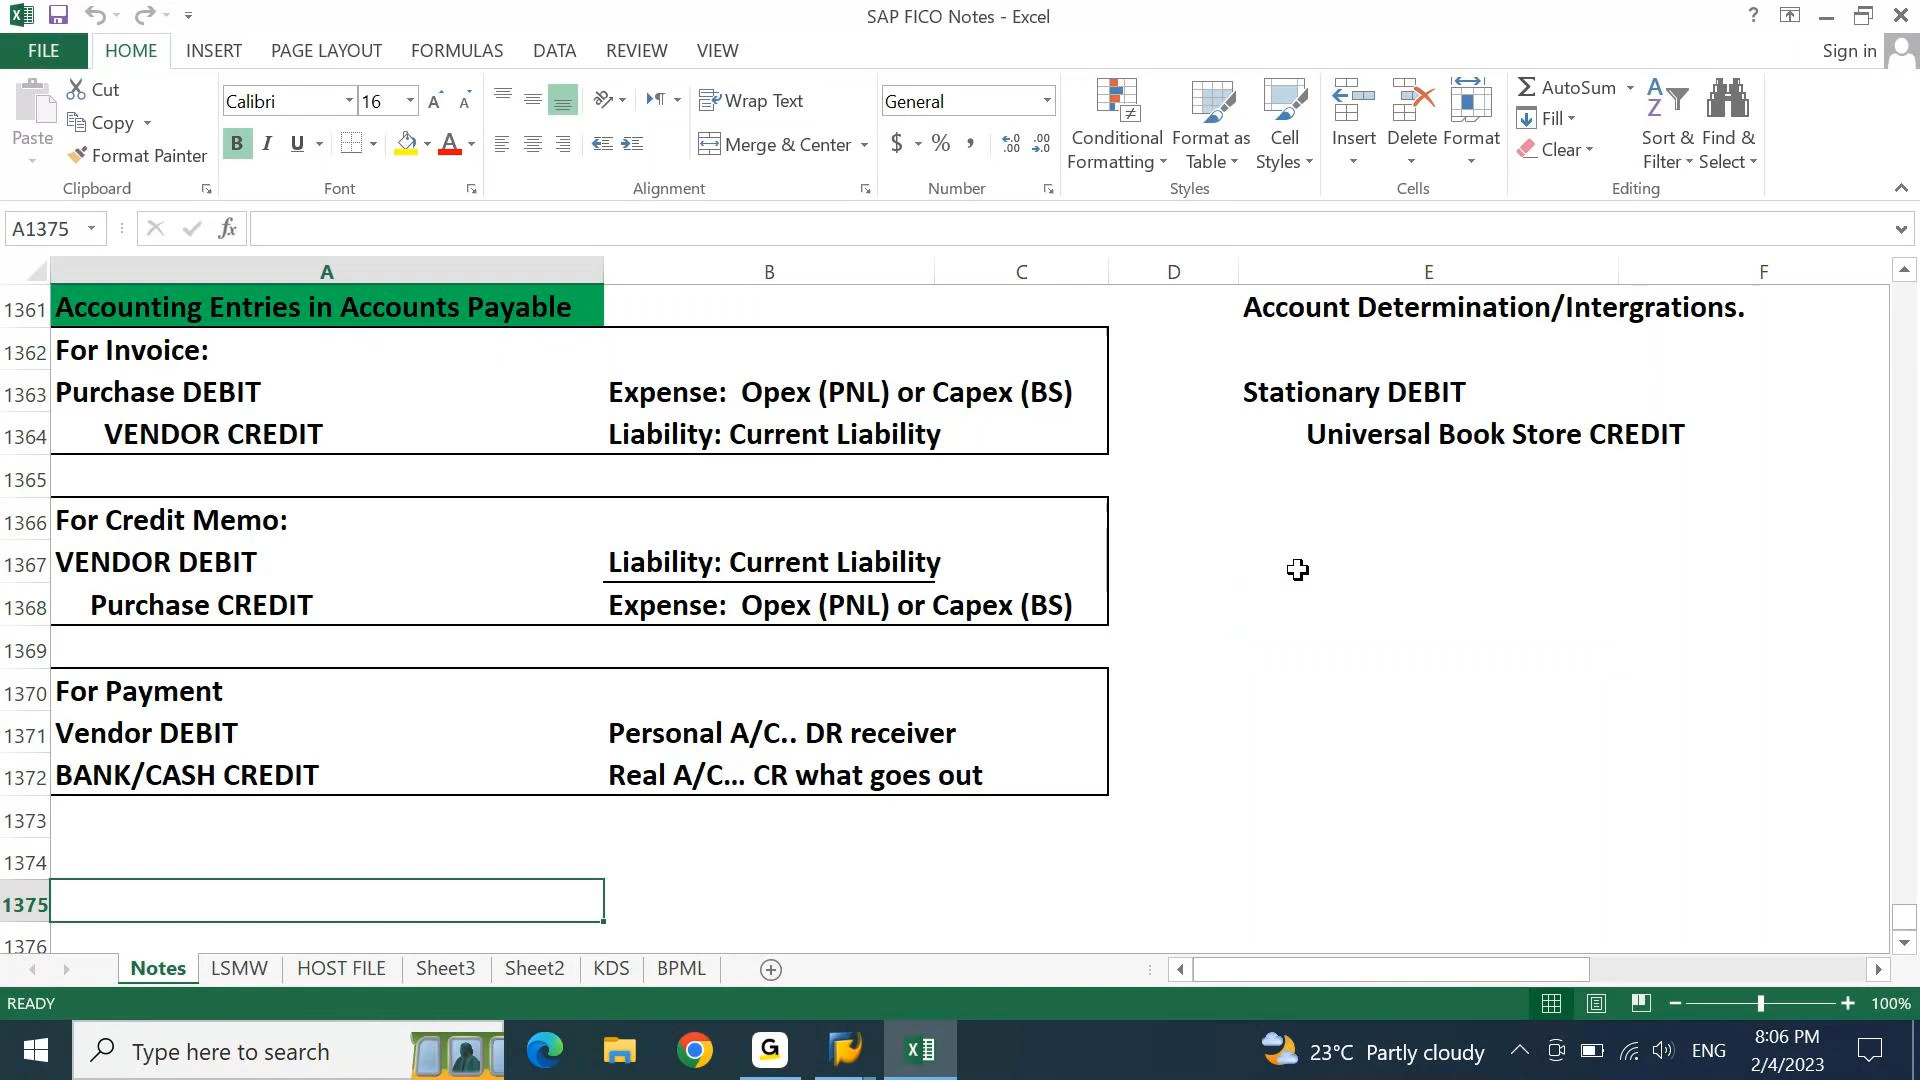 SAP FICO Notes - Excel
?
FILE HOME INSERT PAGE LAYOUT FORMULAS DATA REVIEW VIEW
Sign in
Paste
Cut
Copy
Format Painter
Clipboard
Calibri 16
B I U
Font
Wrap Text
Merge & Center
Alignment
General
$ % ,
Number
Conditional Formatting
Format as Table
Cell Styles
Styles
Insert Delete Format
Cells
AutoSum
Fill
Clear
Sort & Filter
Find & Select
Editing
A1375
fx
A B C D E F
1361 Accounting Entries in Accounts Payable Account Determination/Intergrations.
1362 For Invoice:
1363 Purchase DEBIT Expense: Opex (PNL) or Capex (BS) Stationary DEBIT
1364 VENDOR CREDIT Liability: Current Liability Universal Book Store CREDIT
1365
1366 For Credit Memo:
1367 VENDOR DEBIT Liability: Current Liability
1368 Purchase CREDIT Expense: Opex (PNL) or Capex (BS)
1369
1370 For Payment
1371 Vendor DEBIT Personal A/C.. DR receiver
1372 BANK/CASH CREDIT Real A/C... CR what goes out
1373
1374
1375
1376
Notes LSMW HOST FILE Sheet3 Sheet2 KDS BPML
READY
100%
Type here to search
23°C Partly cloudy
ENG
8:06 PM
2/4/2023